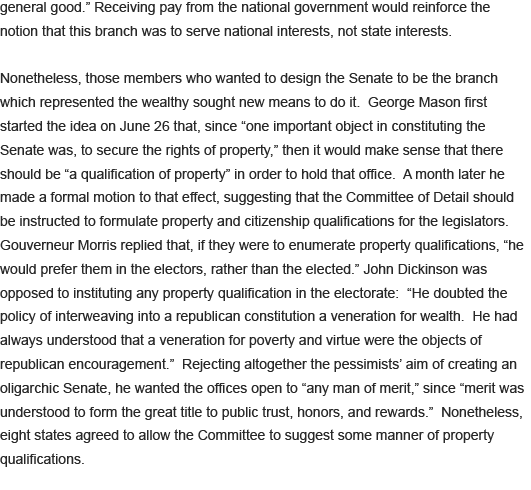 general good.” Receiving pay from the national government would reinforce the
notion that this branch was to serve national interests, not state interests.
Nonetheless, those members who wanted to design the Senate to be the branch
which represented the wealthy sought new means to do it.  George Mason first
started the idea on June 26 that, since “one important object in constituting the
Senate was, to secure the rights of property,” then it would make sense that there
should be “a qualification of property” in order to hold that office.  A month later he
made a formal motion to that effect, suggesting that the Committee of Detail should
be instructed to formulate property and citizenship qualifications for the legislators.
Gouverneur Morris replied that, if they were to enumerate property qualifications, “he
would prefer them in the electors, rather than the elected.” John Dickinson was
opposed to instituting any property qualification in the electorate:  “He doubted the
policy of interweaving into a republican constitution a veneration for wealth.  He had
always understood that a veneration for poverty and virtue were the objects of
republican encouragement.”  Rejecting altogether the pessimists’ aim of creating an
oligarchic Senate, he wanted the offices open to “any man of merit,” since “merit was
understood to form the great title to public trust, honors, and rewards.”  Nonetheless,
eight states agreed to allow the Committee to suggest some manner of property
qualifications.